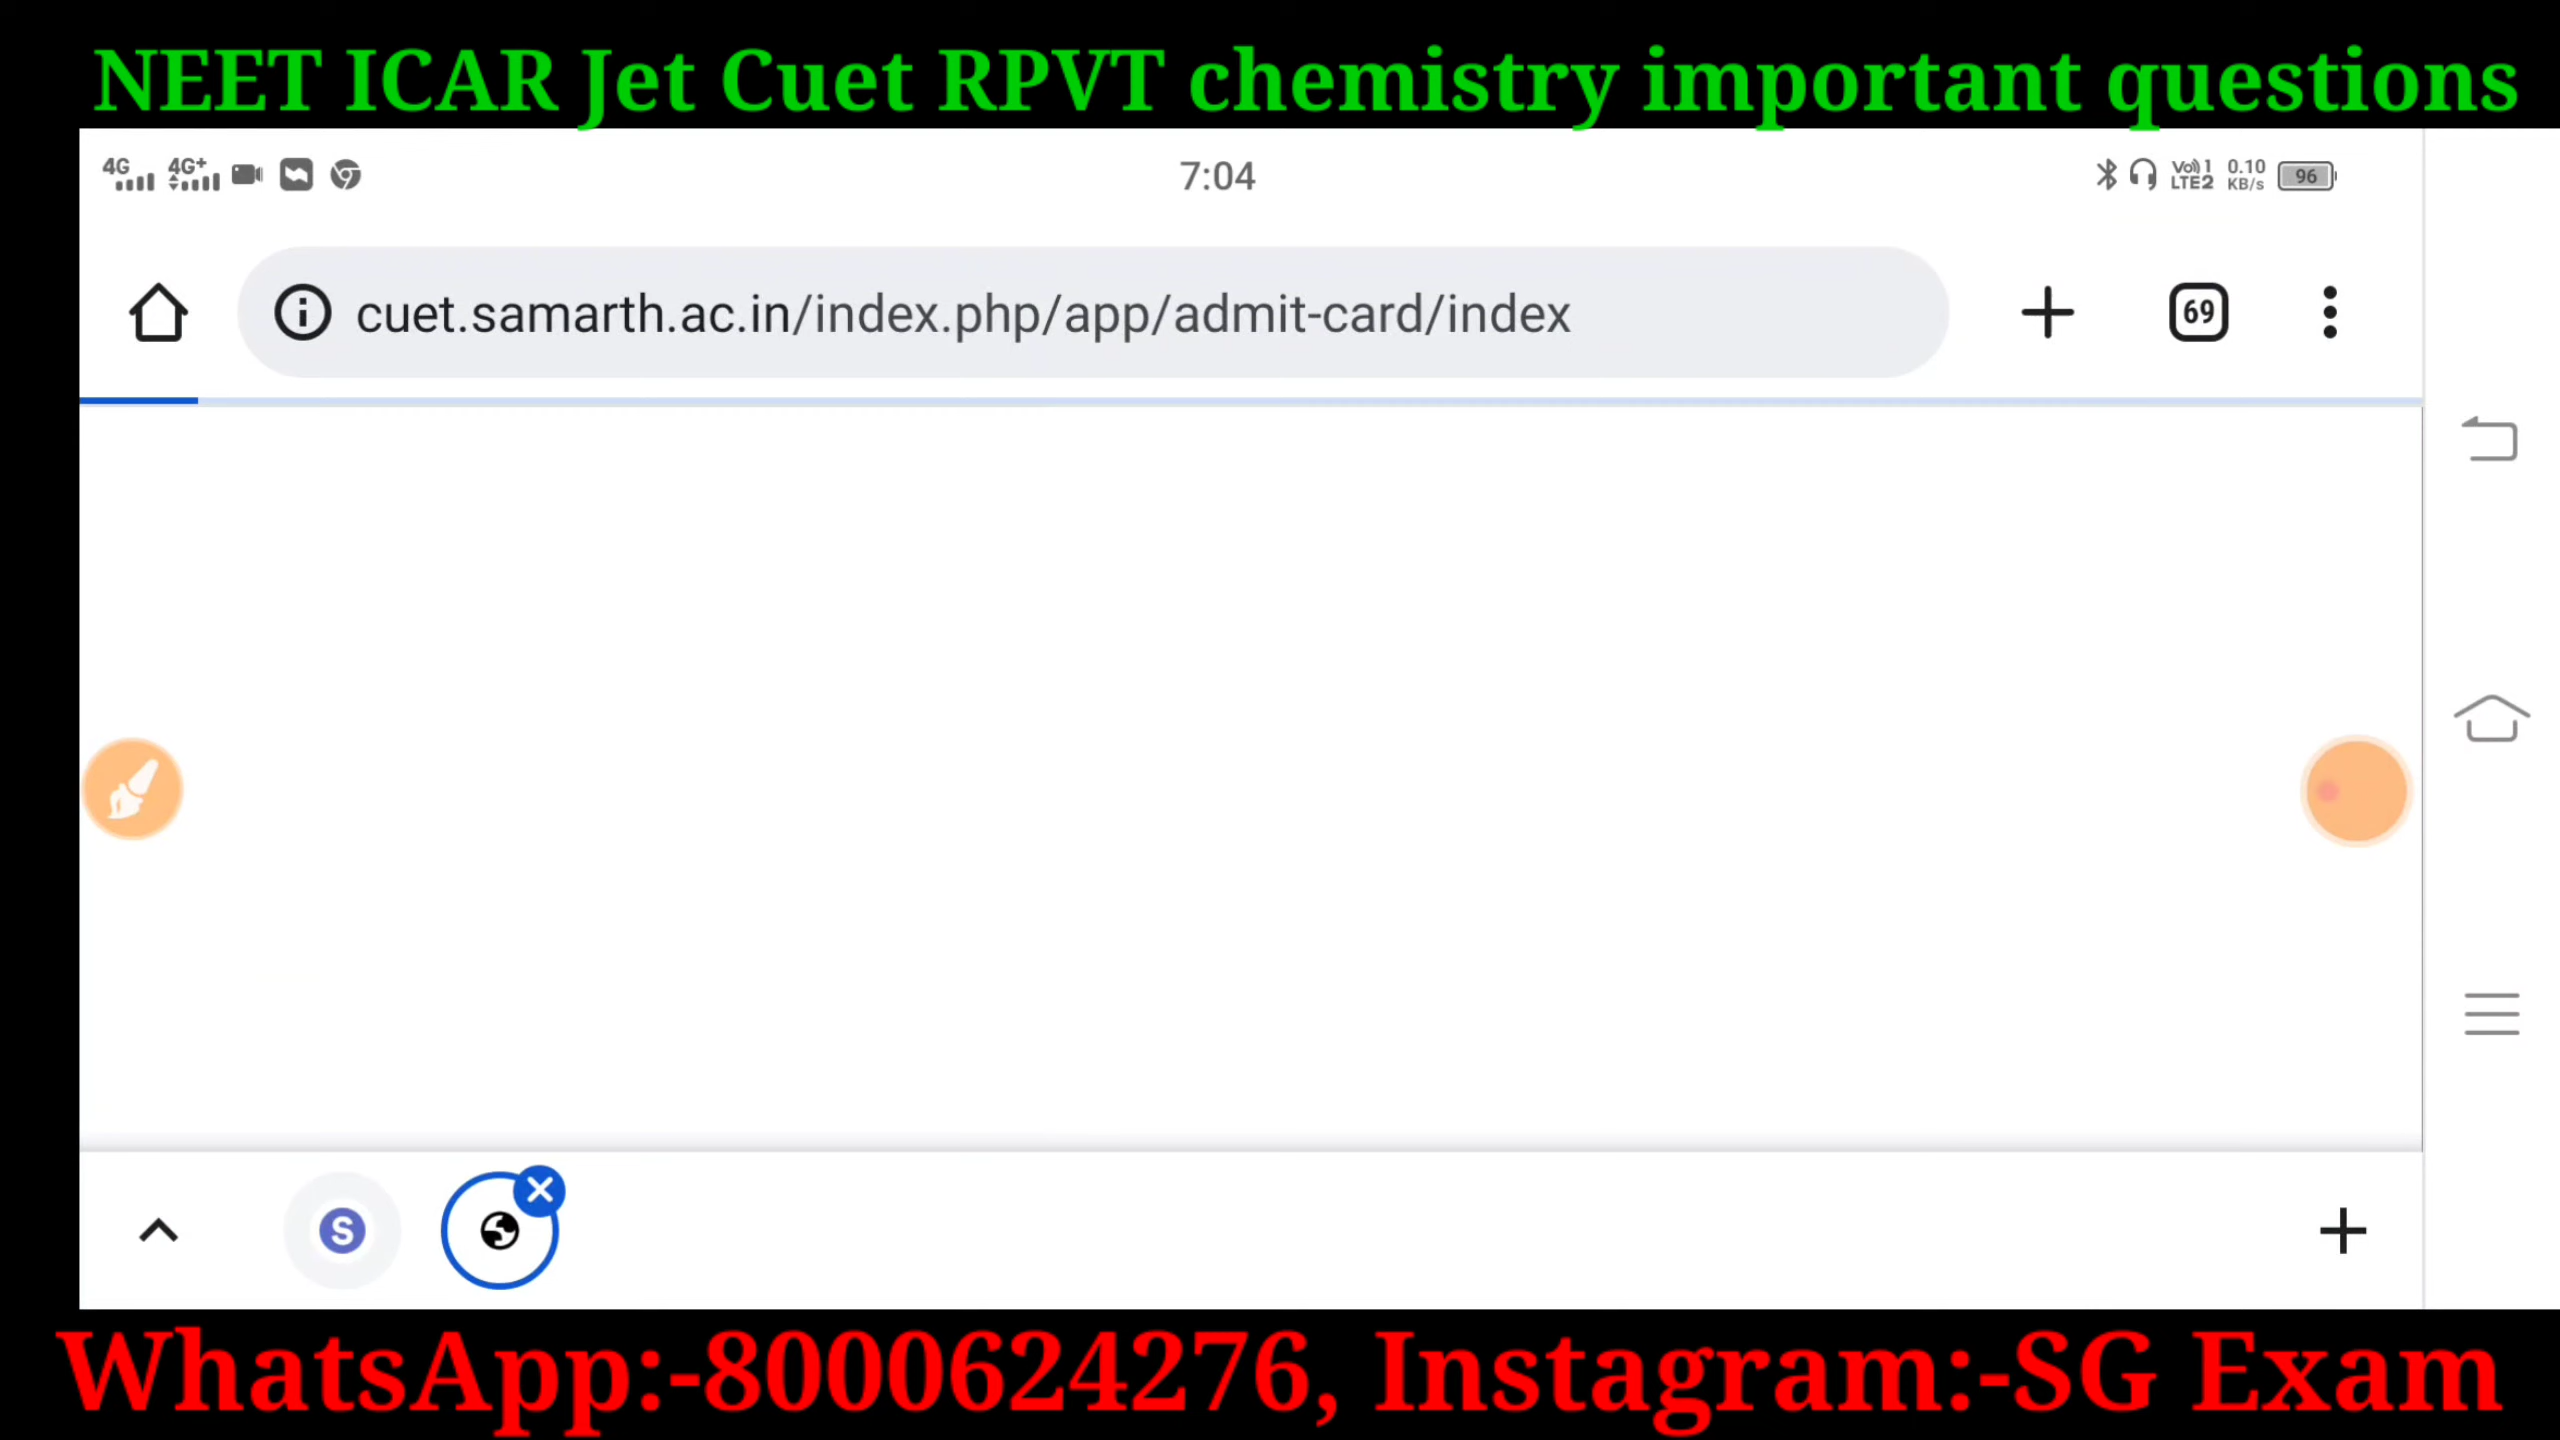 NEET ICAR Jet Cuet RPVT chemistry important questions
4G 4G+ 7:04 Vo))1 LTE2 0.10 KB/s 96
cuet.samarth.ac.in/index.php/app/admit-card/index 69
S
WhatsApp:-8000624276, Instagram:-SG Exam